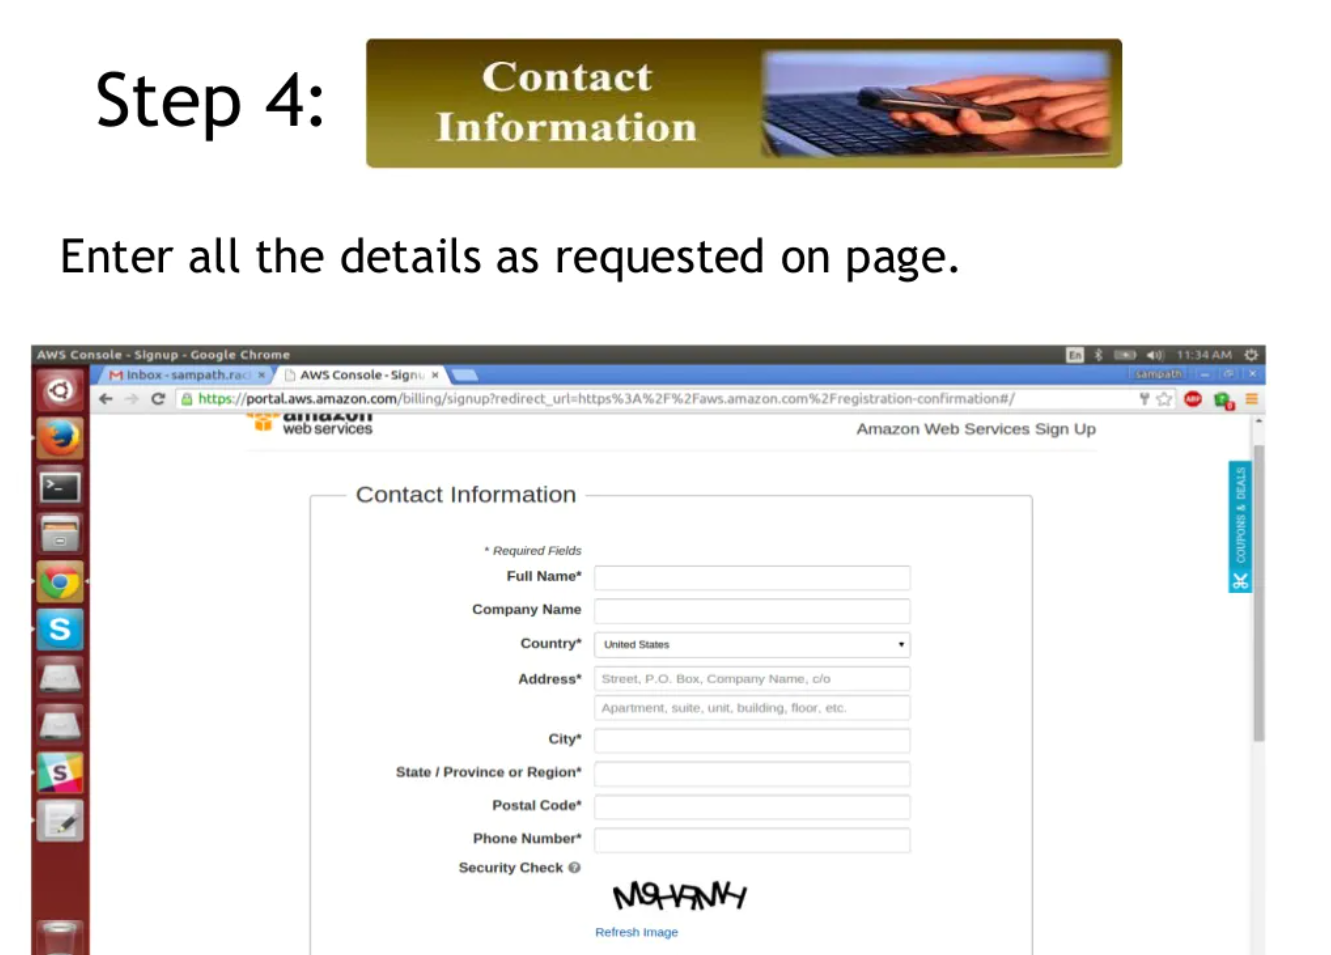 Step 4:
Contact
Information
Enter all the details as requested on page.
AWS Console - Signup - Google Chrome
En
11:34 AM
Inbox - sampath.rac
AWS Console - Signu
sampath
https://portal.aws.amazon.com/billing/signup?redirect_url=https%3A%2F%2Faws.amazon.com%2Fregistration-confirmation#/
ABP
amazon
web services
Amazon Web Services Sign Up
COUPONS & DEALS
Contact Information
* Required Fields
Full Name*
Company Name
Country* United States
Address* Street, P.O. Box, Company Name, c/o
Apartment, suite, unit, building, floor, etc.
City*
State / Province or Region*
Postal Code*
Phone Number*
Security Check
Refresh Image